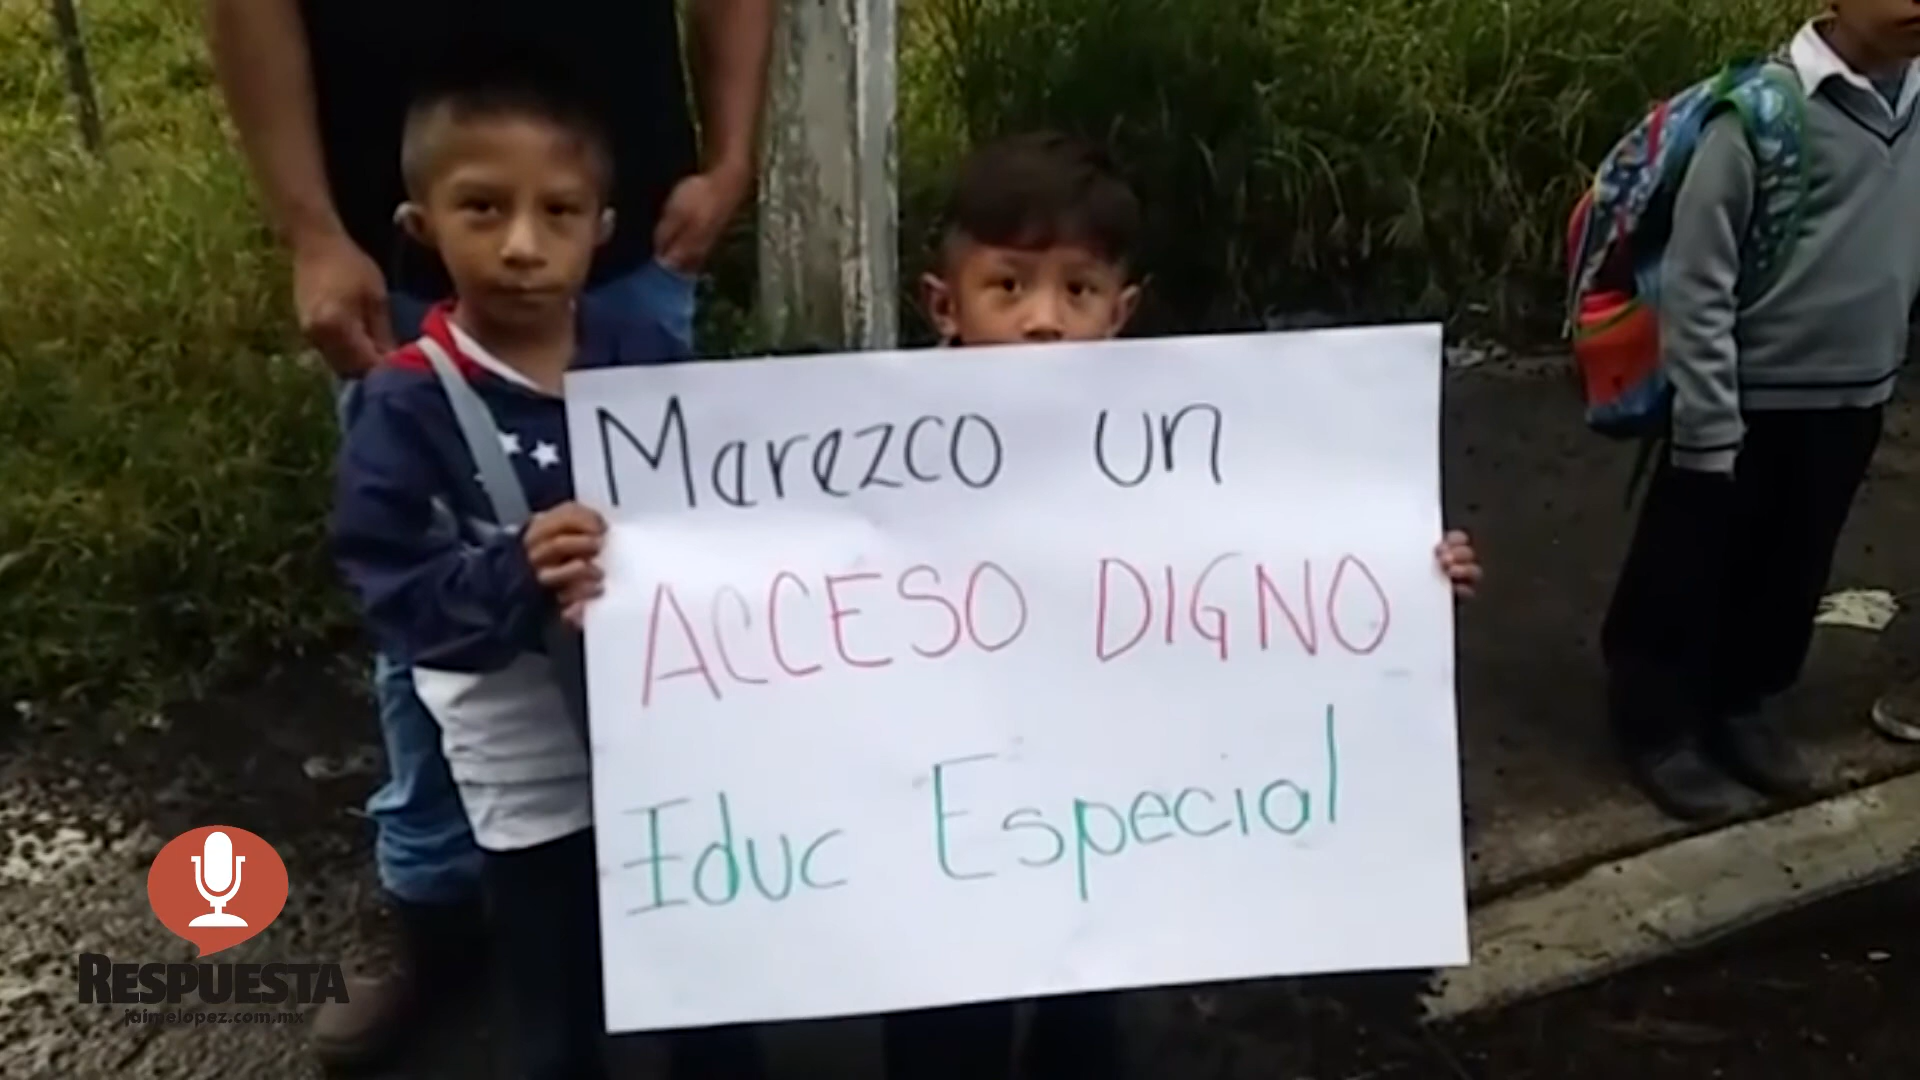 Marezco un
ACCESO DIGNO
Educ Especial
RESPUESTA
jaimelopez.com.mx